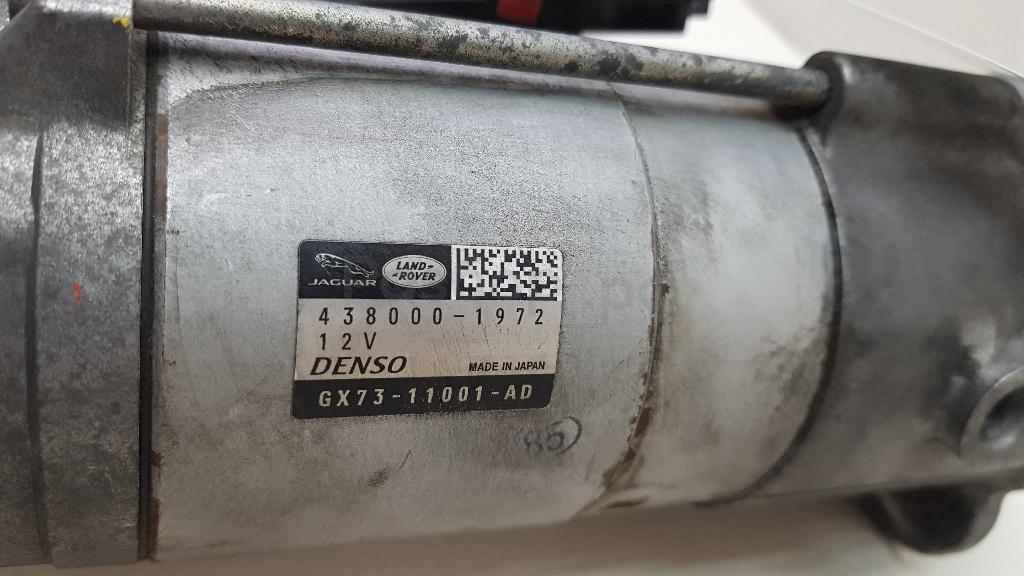 JAGUAR
LAND-
-ROVER
438000-1972
12V
DENSO MADE IN JAPAN
GX73-11001-AD
85